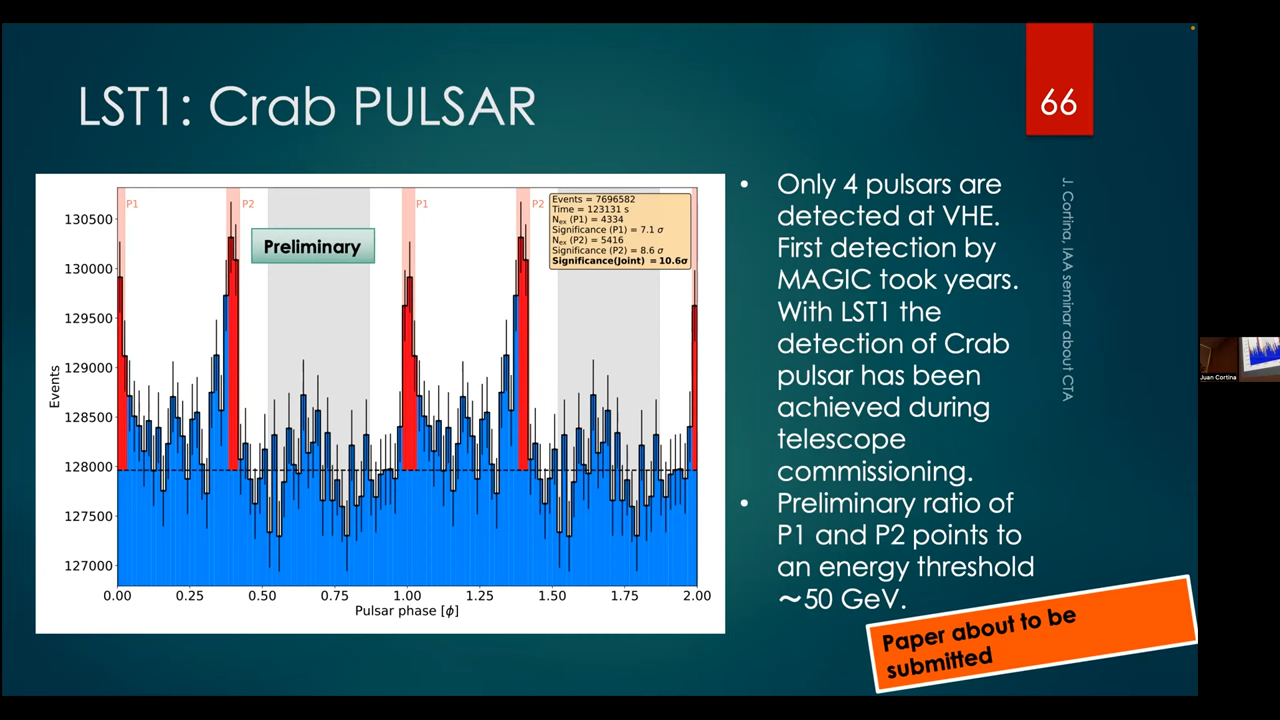 LST1: Crab PULSAR
66
P1
P2
P1
P2
Preliminary
Events = 7696582
Time = 123131 s
Nex (P1) = 4334
Significance (P1) = 7.1 σ
Nex (P2) = 5416
Significance (P2) = 8.6 σ
Significance(Joint) = 10.6σ
130500
130000
129500
129000
128500
128000
127500
127000
Events
0.00 0.25 0.50 0.75 1.00 1.25 1.50 1.75 2.00
Pulsar phase [ϕ]
• Only 4 pulsars are
detected at VHE.
First detection by
MAGIC took years.
With LST1 the
detection of Crab
pulsar has been
achieved during
telescope
commissioning.
• Preliminary ratio of
P1 and P2 points to
an energy threshold
~50 GeV.
J. Cortina, IAA seminar about CTA
Paper about to be
submitted
Juan Cortina